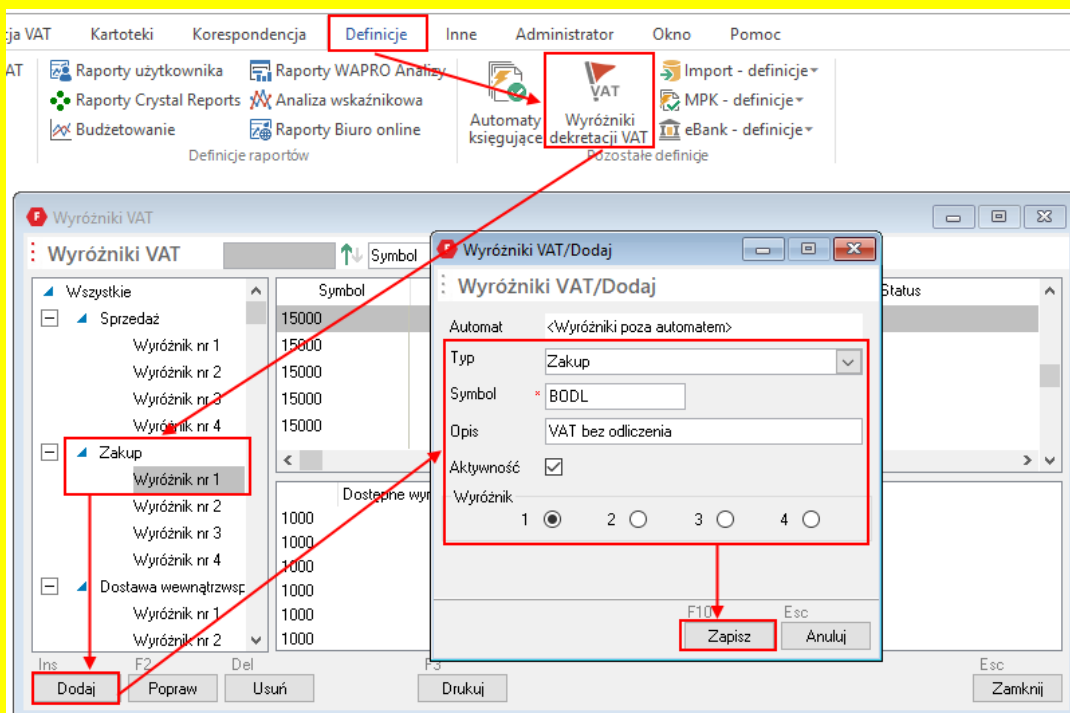 cja VAT Kartoteki Korespondencja Definicje Inne Administrator Okno Pomoc
AT Raporty użytkownika Raporty WAPRO Analizy Import - definicje
Raporty Crystal Reports Analiza wskaźnikowa MPK - definicje
Budżetowanie Raporty Biuro online eBank - definicje
Automaty księgujące
VAT
Wyróżniki dekretacji VAT
Definicje raportów Pozostałe definicje
Wyróżniki VAT
Wyróżniki VAT Symbol
Wszystkie
Sprzedaż
Wyróżnik nr 1
Wyróżnik nr 2
Wyróżnik nr 3
Wyróżnik nr 4
Zakup
Wyróżnik nr 1
Wyróżnik nr 2
Wyróżnik nr 3
Wyróżnik nr 4
Dostawa wewnątrzwsp
Wyróżnik nr 1
Wyróżnik nr 2
Symbol Status
15000
15000
15000
15000
15000
Dostępne wyr
1000
1000
1000
1000
1000
1000
Wyróżniki VAT/Dodaj
Wyróżniki VAT/Dodaj
Automat <Wyróżniki poza automatem>
Typ Zakup
Symbol * BODL
Opis VAT bez odliczenia
Aktywność
Wyróżnik
1 2 3 4
F10 Esc
Zapisz Anuluj
Ins F2 Del F3 Esc
Dodaj Popraw Usuń Drukuj Zamknij